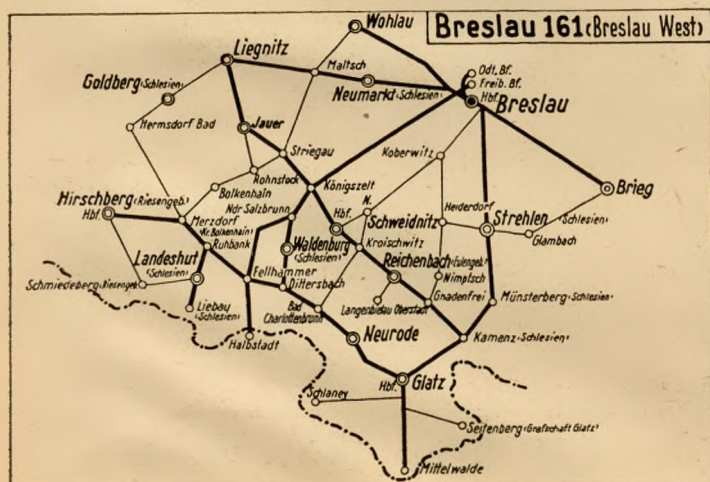 Breslau 161 (Breslau West)
Wohlau
Liegnitz
Maltsch
Odt. Bf.
Freib. Bf.
Hbf.
Breslau
Goldberg (Schlesien)
Neumarkt (Schlesien)
Hermsdorf Bad
Jauer
Striegau
Koberwitz
Rohnstock
Königszelt
Bolkenhain
Brieg
(Schlesien)
Hirschberg (Riesengeb.)
Hbf.
Merzdorf
(Kr. Bolkenhain)
Ndr Salzbrunn
Hbf.
N.
Schweidnitz
Heidersdorf
Strehlen
(Schlesien)
Glambach
Ruhbank
Waldenburg
(Schlesien)
Kroischwitz
Landeshut
(Schlesien)
Reichenbach (Eulengeb.)
Nimptsch
Schmiedeberg (Riesengeb.)
Fellhammer
Dittersbach
Liebau
(Schlesien)
Bad
Charlottenbrunn
Langenbielau Oberstadt
Gnadenfrei
Münsterberg (Schlesien)
Halbstadt
Neurode
Kamenz (Schlesien)
Hbf.
Glatz
Schlaney
Seitenberg (Grafschaft Glatz)
Mittelwalde